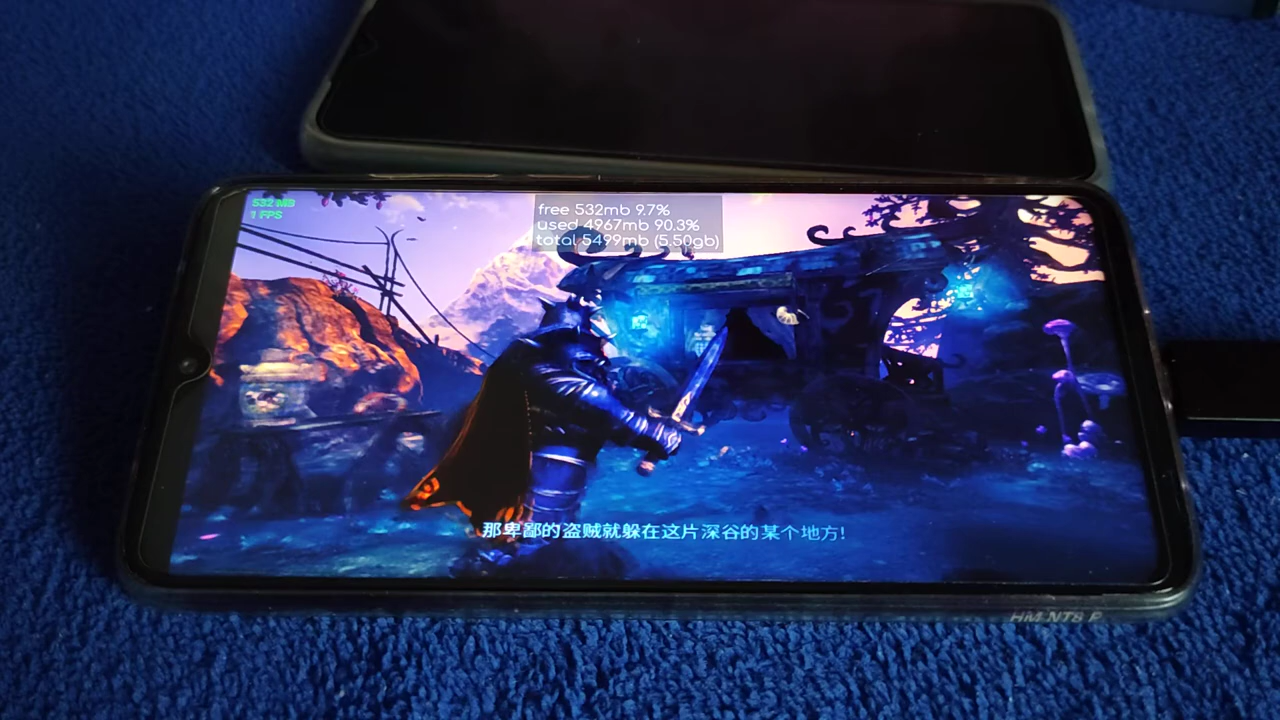 532 MB
1 FPS
free 532mb 9.7%
used 4967mb 90.3%
total 5499mb (5.50gb)
那卑鄙的盗贼就躲在这片深谷的某个地方!
HM NT8 P